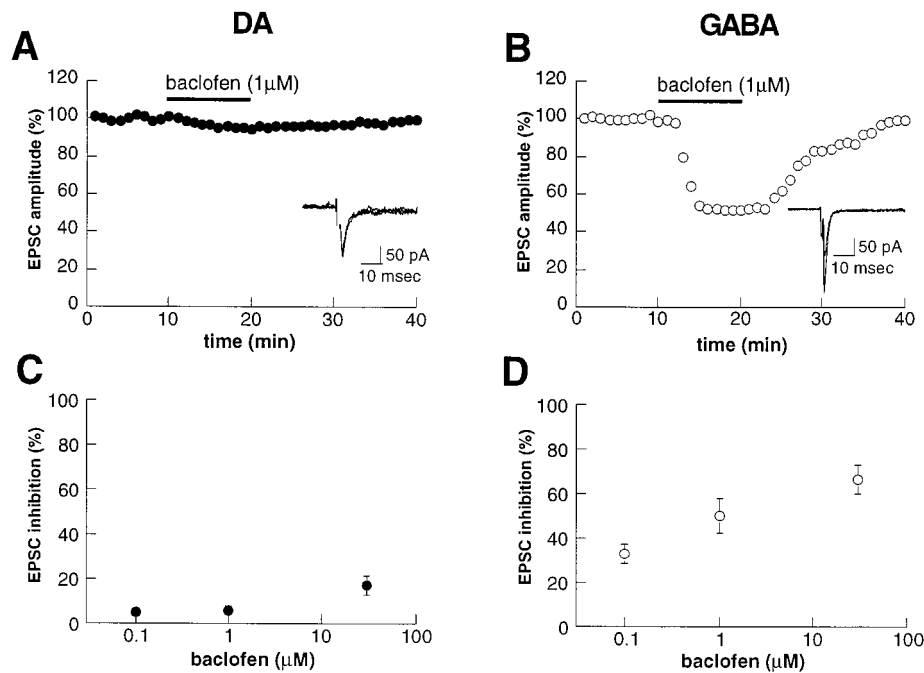 DA
GABA
A
baclofen (1μM)
EPSC amplitude (%)
120
100
80
60
40
20
0
50 pA
10 msec
0
10
20
30
40
time (min)
B
baclofen (1μM)
EPSC amplitude (%)
120
100
80
60
40
20
0
50 pA
10 msec
0
10
20
30
40
time (min)
C
EPSC inhibition (%)
100
80
60
40
20
0
0.1
1
10
100
baclofen (μM)
D
EPSC inhibition (%)
100
80
60
40
20
0
0.1
1
10
100
baclofen (μM)